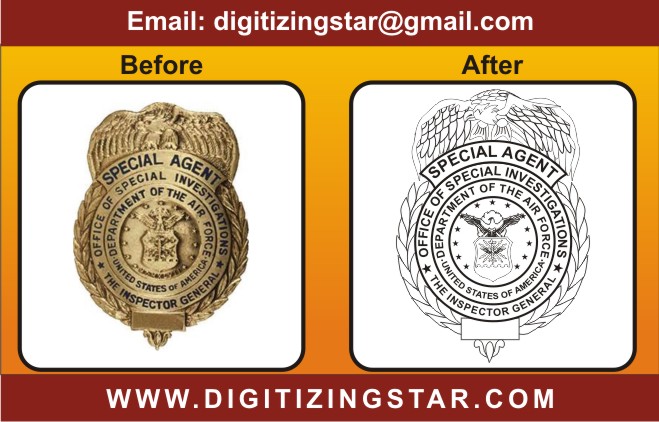 Email: digitizingstar@gmail.com
Before
After
SPECIAL AGENT
OFFICE OF SPECIAL INVESTIGATIONS
DEPARTMENT OF THE AIR FORCE
UNITED STATES OF AMERICA
★ THE INSPECTOR GENERAL ★
SPECIAL AGENT
OFFICE OF SPECIAL INVESTIGATIONS
DEPARTMENT OF THE AIR FORCE
·UNITED STATES OF AMERICA·
★ THE INSPECTOR GENERAL ★
WWW.DIGITIZINGSTAR.COM